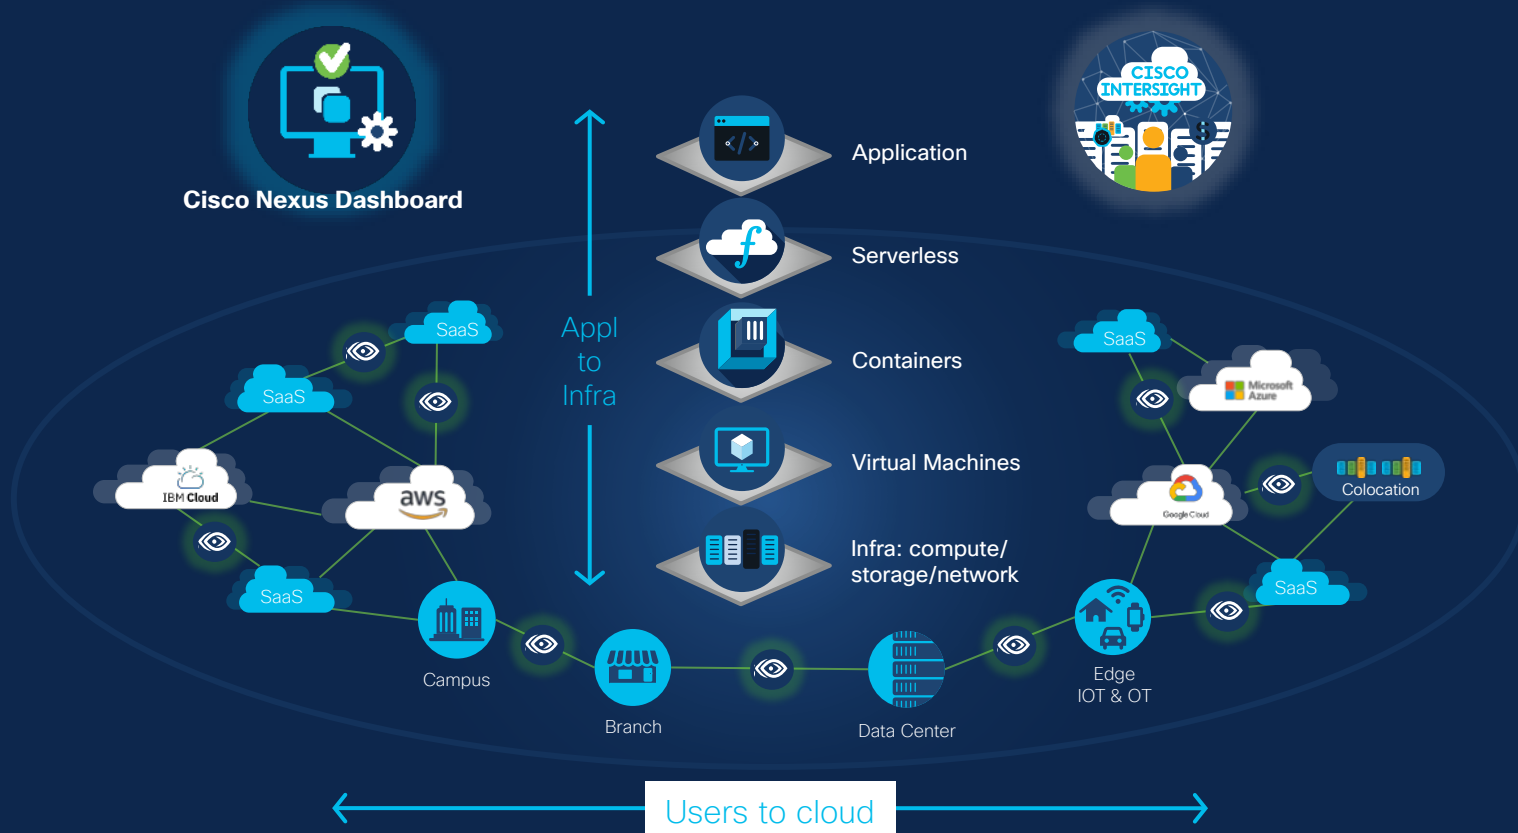 CISCO
INTERSIGHT
Cisco Nexus Dashboard
Application
Serverless
Containers
Virtual Machines
Infra: compute/
storage/network
Appl
to
Infra
SaaS
SaaS
IBM Cloud
aws
SaaS
Campus
Branch
Data Center
Edge
IOT & OT
SaaS
Microsoft
Azure
Google Cloud
Colocation
SaaS
Users to cloud